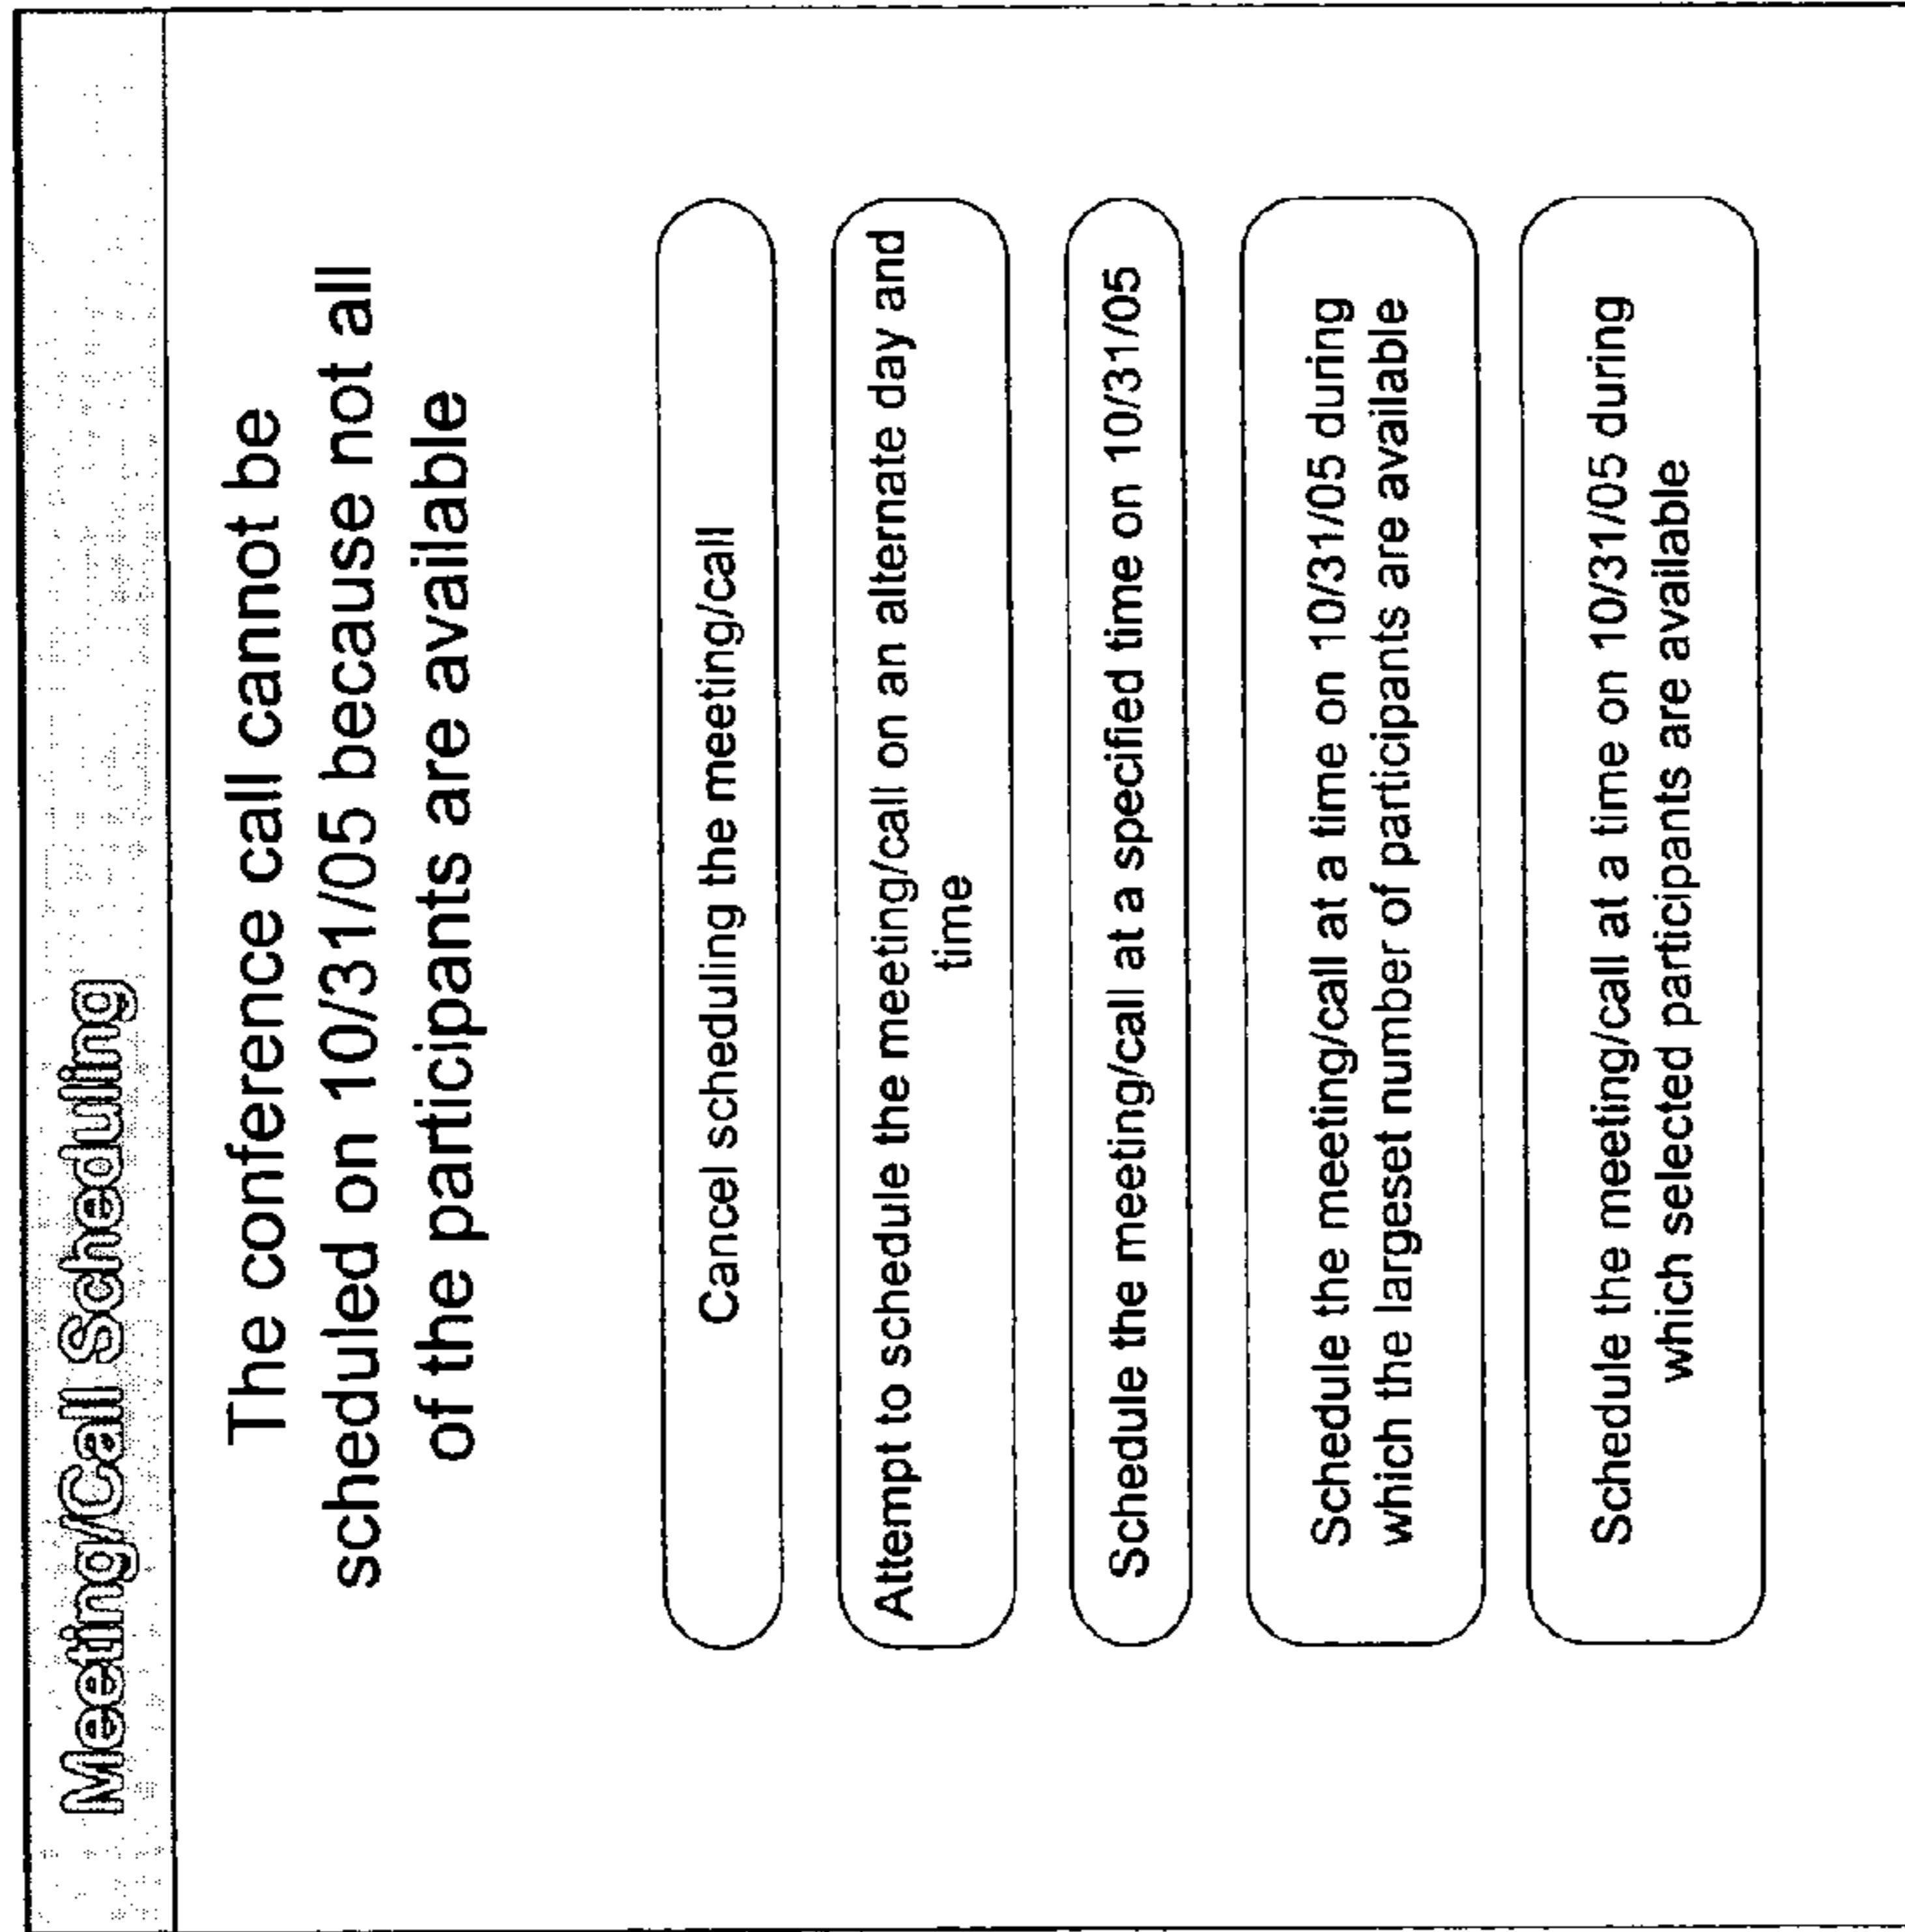 Meeting/Call Scheduling
The conference call cannot be
scheduled on 10/31/05 because not all
of the participants are available
Cancel scheduling the meeting/call
Attempt to schedule the meeting/call on an alternate day and
time
Schedule the meeting/call at a specified time on 10/31/05
Schedule the meeting/call at a time on 10/31/05 during
which the largest number of participants are available
Schedule the meeting/call at a time on 10/31/05 during
which selected participants are available